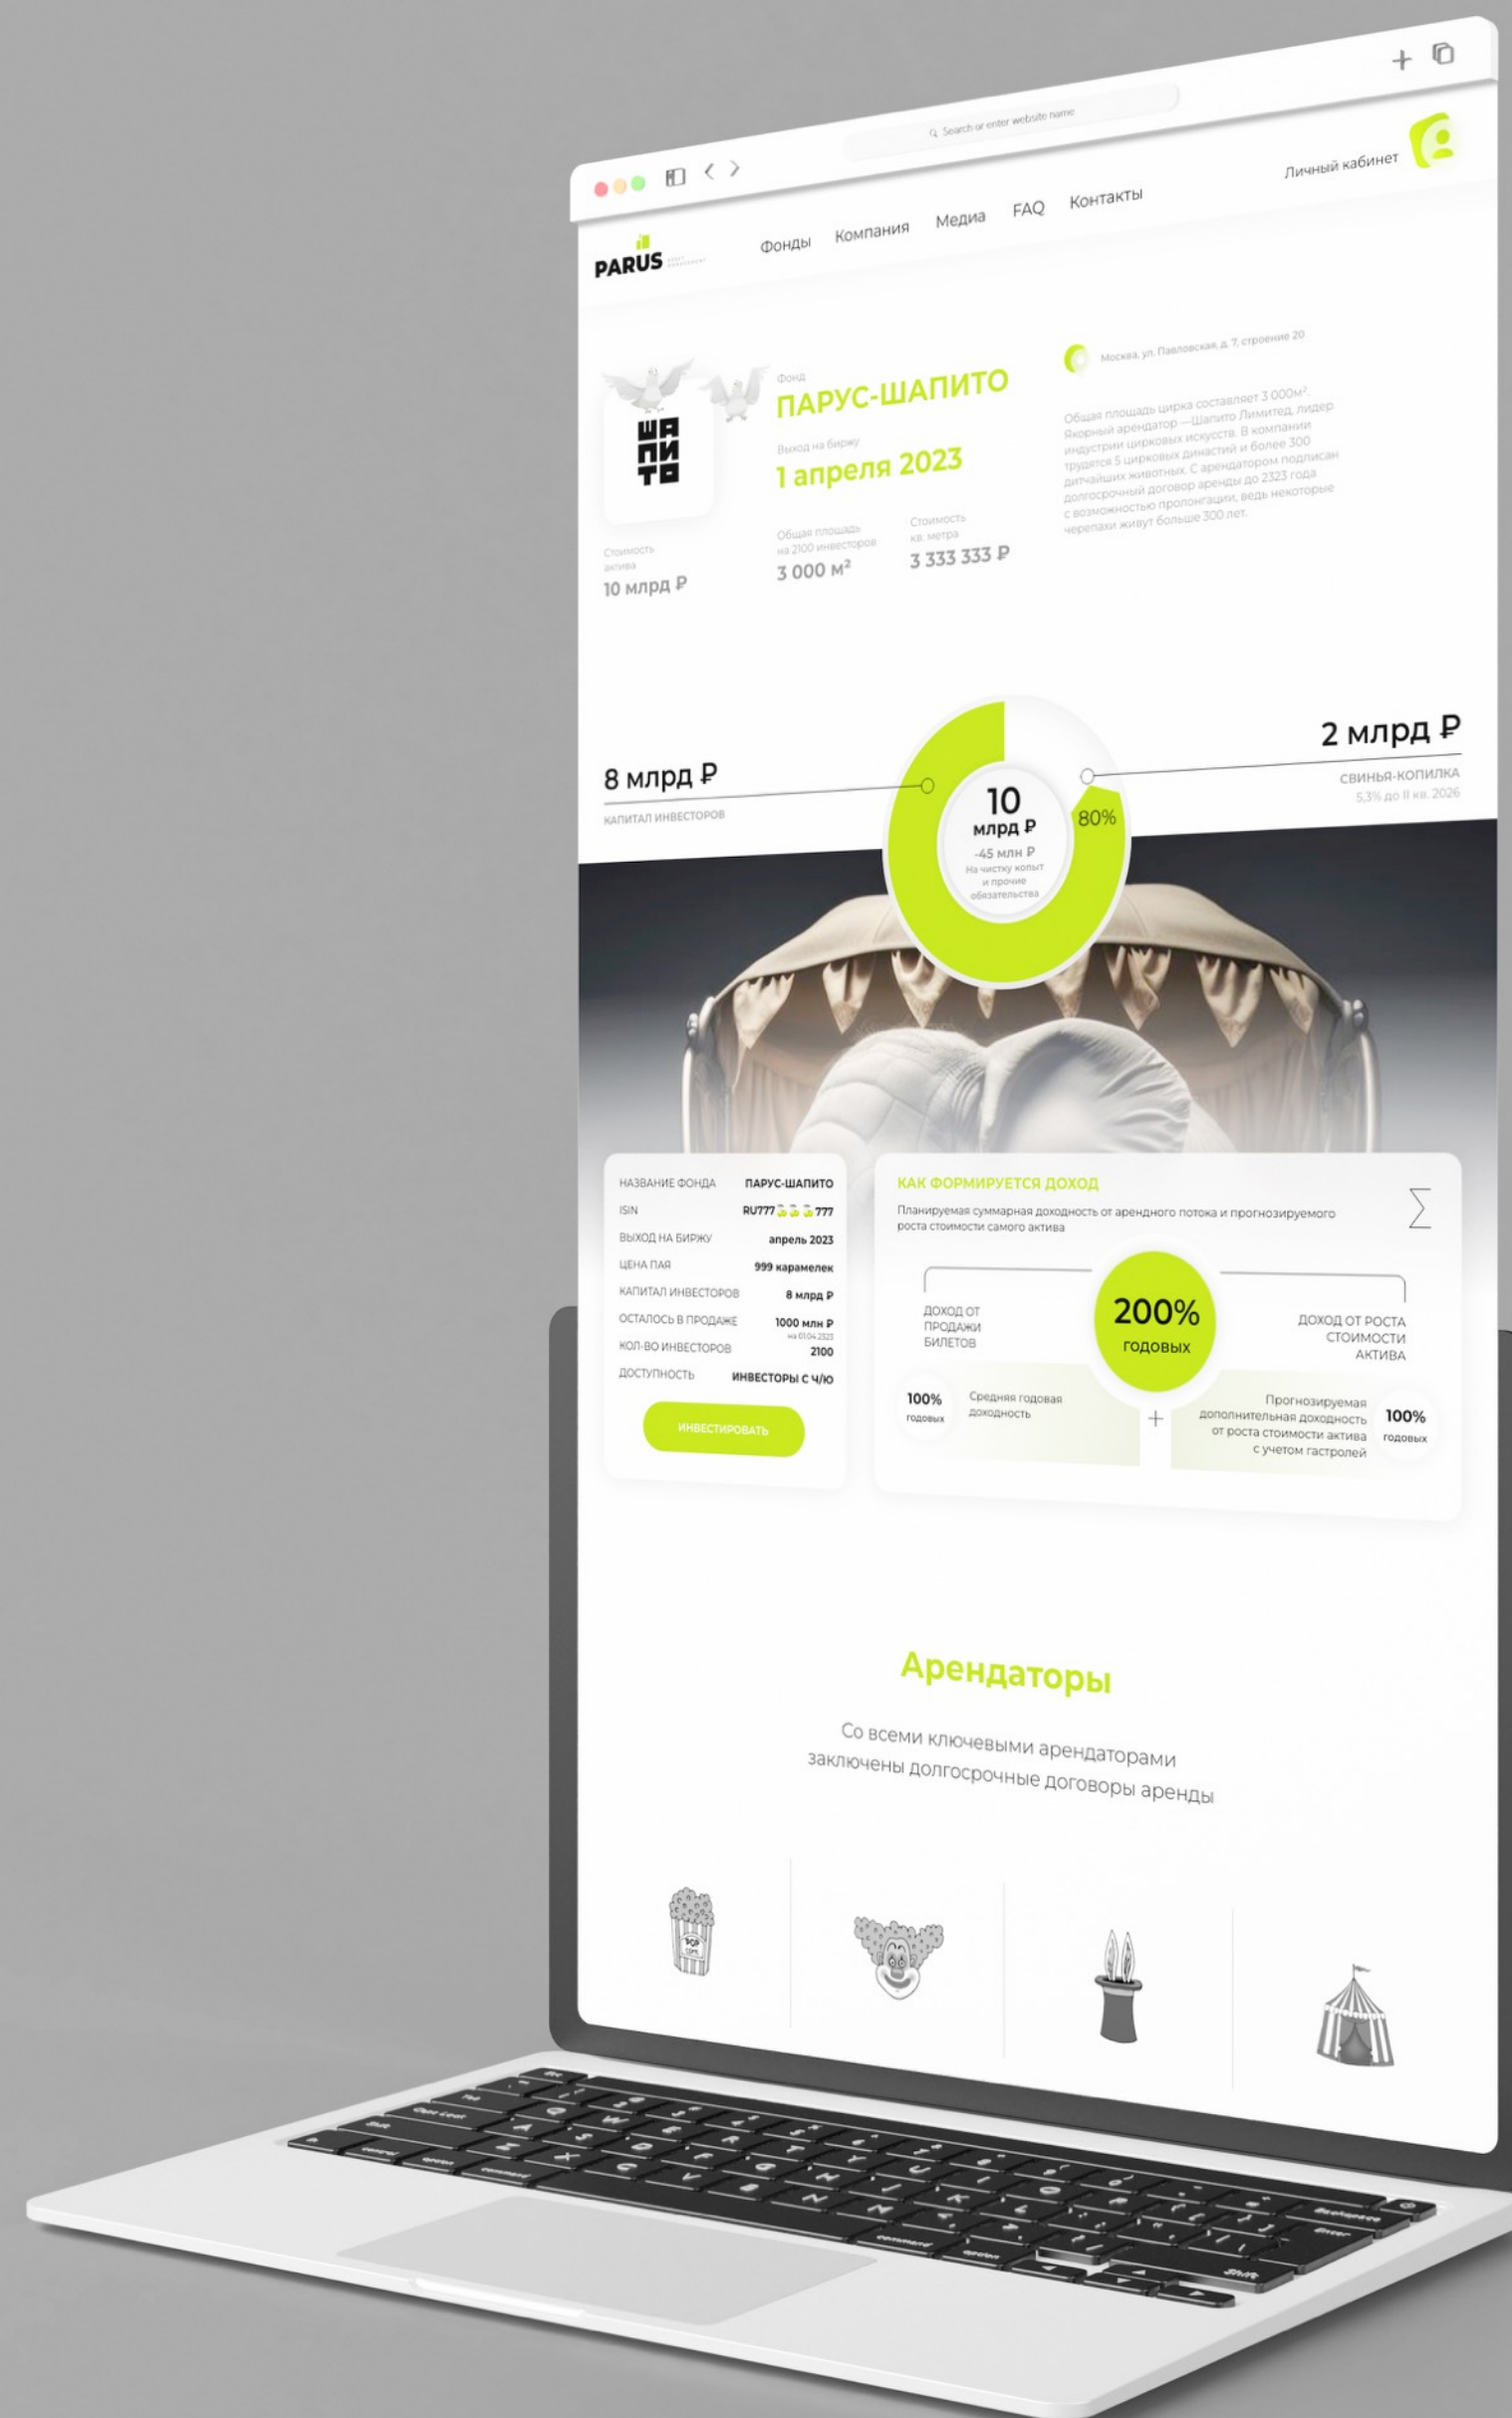 Search or enter website name
PARUS
Фонды
Компания
Медиа
FAQ
Контакты
Личный кабинет
ШАПИТО
Фонд
ПАРУС-ШАПИТО
Выход на биржу
1 апреля 2023
Стоимость
актива
10 млрд ₽
Общая площадь
на 2100 инвесторов
3 000 м²
Стоимость
кв. метра
3 333 333 ₽
Москва, ул. Павловская, д. 7, строение 20
Общая площадь цирка составляет 3 000м².
Якорный арендатор —Шапито Лимитед, лидер
индустрии цирковых искусств. В компании
трудятся 5 цирковых династий и более 300
дитчайших животных. С арендатором подписан
долгосрочный договор аренды до 2323 года
с возможностью пролонгации, ведь некоторые
черепахи живут больше 300 лет.
8 млрд ₽
КАПИТАЛ ИНВЕСТОРОВ
10
млрд ₽
-45 млн ₽
На чистку копыт
и прочие
обязательства
80%
2 млрд ₽
СВИНЬЯ-КОПИЛКА
5,3% до II кв. 2026
НАЗВАНИЕ ФОНДА ПАРУС-ШАПИТО
ISIN RU777🍒🍒🍒777
ВЫХОД НА БИРЖУ апрель 2023
ЦЕНА ПАЯ 999 карамелек
КАПИТАЛ ИНВЕСТОРОВ 8 млрд ₽
ОСТАЛОСЬ В ПРОДАЖЕ 1000 млн ₽
на 01.04.2323
КОЛ-ВО ИНВЕСТОРОВ 2100
ДОСТУПНОСТЬ ИНВЕСТОРЫ С Ч/Ю
ИНВЕСТИРОВАТЬ
КАК ФОРМИРУЕТСЯ ДОХОД
Планируемая суммарная доходность от арендного потока и прогнозируемого
роста стоимости самого актива
ДОХОД ОТ
ПРОДАЖИ
БИЛЕТОВ
200%
годовых
ДОХОД ОТ РОСТА
СТОИМОСТИ
АКТИВА
100%
годовых
Средняя годовая
доходность
+
Прогнозируемая
дополнительная доходность
от роста стоимости актива
с учетом гастролей
100%
годовых
Арендаторы
Со всеми ключевыми арендаторами
заключены долгосрочные договоры аренды
POP